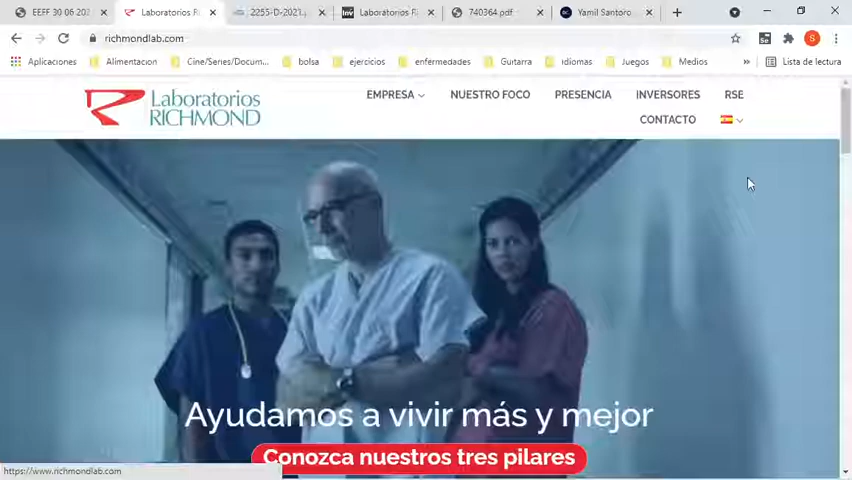 EEFF 30 06 202
Laboratorios Ri
2255-D-2021.p
Inv
Laboratorios Ri
740364.pdf
Yamil Santoro
S
richmondlab.com
Se
Aplicaciones
Alimentacion
Cine/Series/Docum...
bolsa
ejercicios
enfermedades
Guitarra
idiomas
Juegos
Medios
»
Lista de lectura
Laboratorios
RICHMOND
EMPRESA
NUESTRO FOCO
PRESENCIA
INVERSORES
RSE
CONTACTO
Ayudamos a vivir más y mejor
Conozca nuestros tres pilares
https://www.richmondlab.com